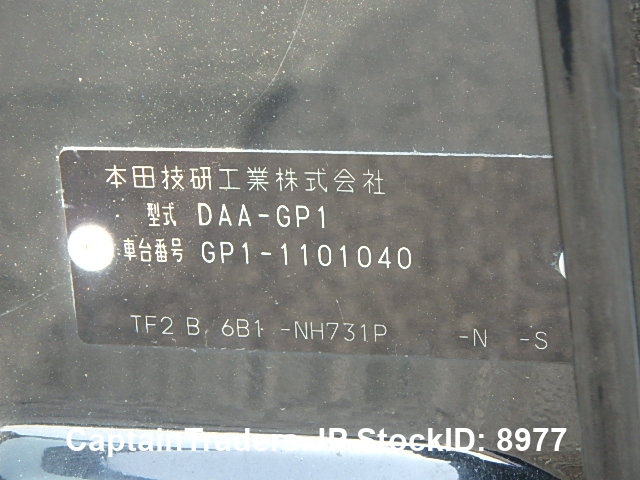 本田技研工業株式会社
型式 DAA-GP1
車台番号 GP1-1101040
TF2 B 6B1 -NH731P -N -S
CaptainTraders JP StockID: 8977